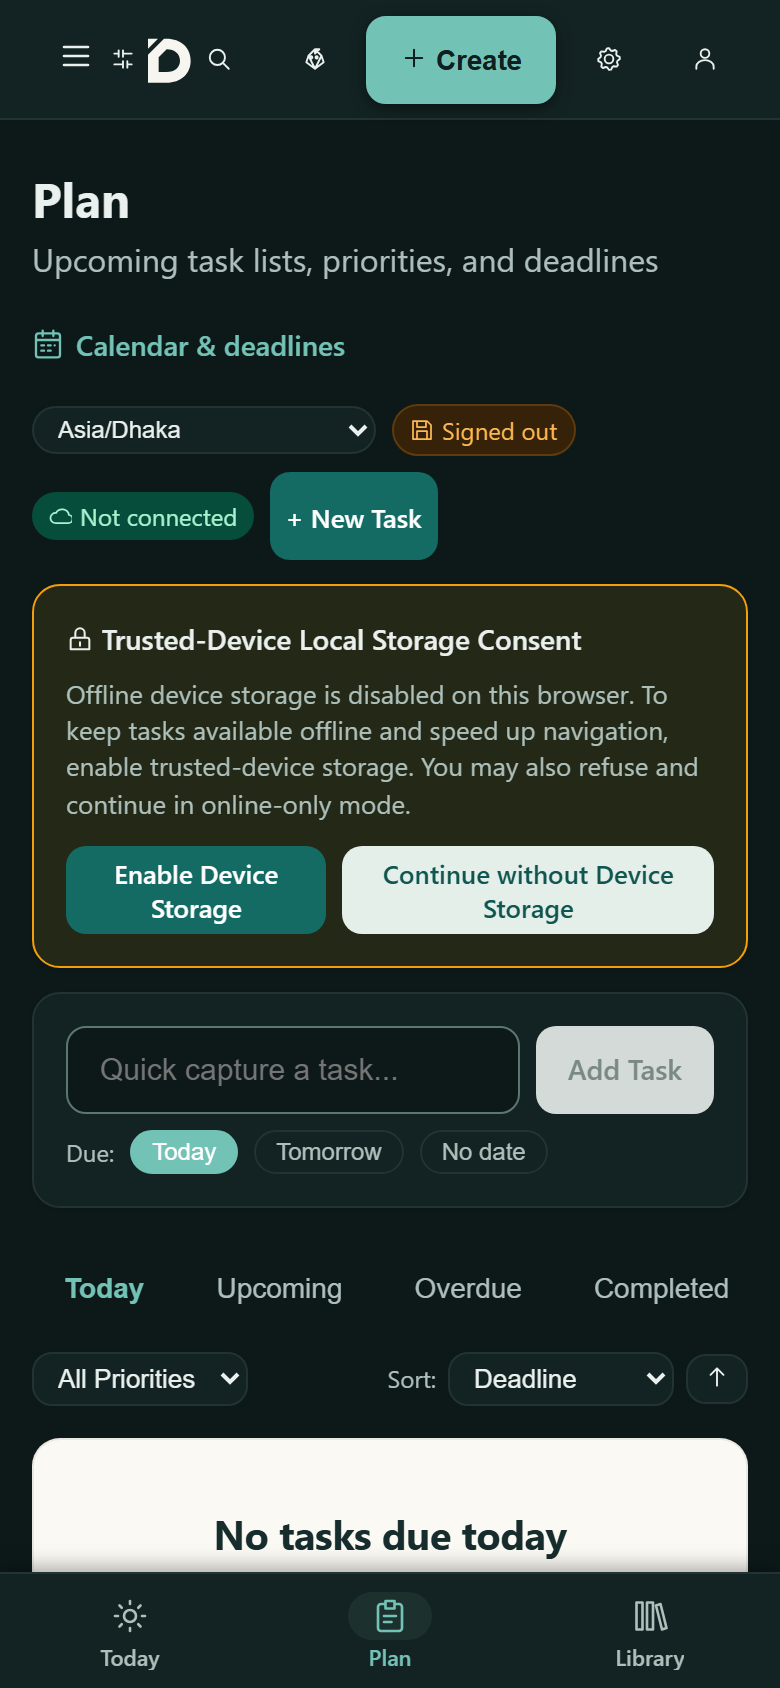 + Create
Plan
Upcoming task lists, priorities, and deadlines
Calendar & deadlines
Asia/Dhaka
Signed out
Not connected
+ New Task
Trusted-Device Local Storage Consent
Offline device storage is disabled on this browser. To
keep tasks available offline and speed up navigation,
enable trusted-device storage. You may also refuse and
continue in online-only mode.
Enable Device
Storage
Continue without Device
Storage
Quick capture a task...
Add Task
Due: Today Tomorrow No date
Today Upcoming Overdue Completed
All Priorities Sort: Deadline ↑
No tasks due today
Today Plan Library